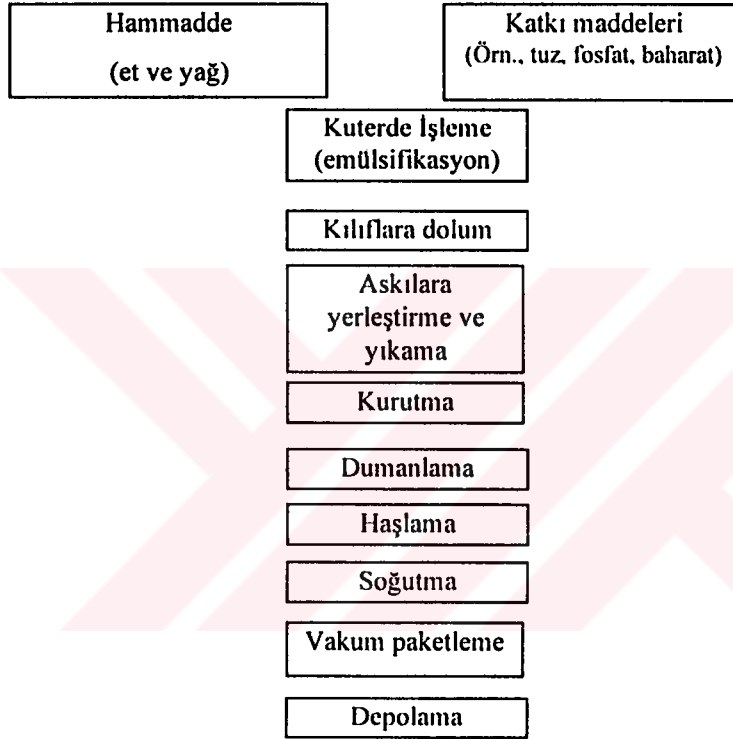 Hammadde
(et ve yağ)
Katkı maddeleri
(Örn., tuz, fosfat, baharat)
Kuterde İşleme
(emülsifikasyon)
Kılıflara dolum
Askılara
yerleştirme ve
yıkama
Kurutma
Dumanlama
Haşlama
Soğutma
Vakum paketleme
Depolama